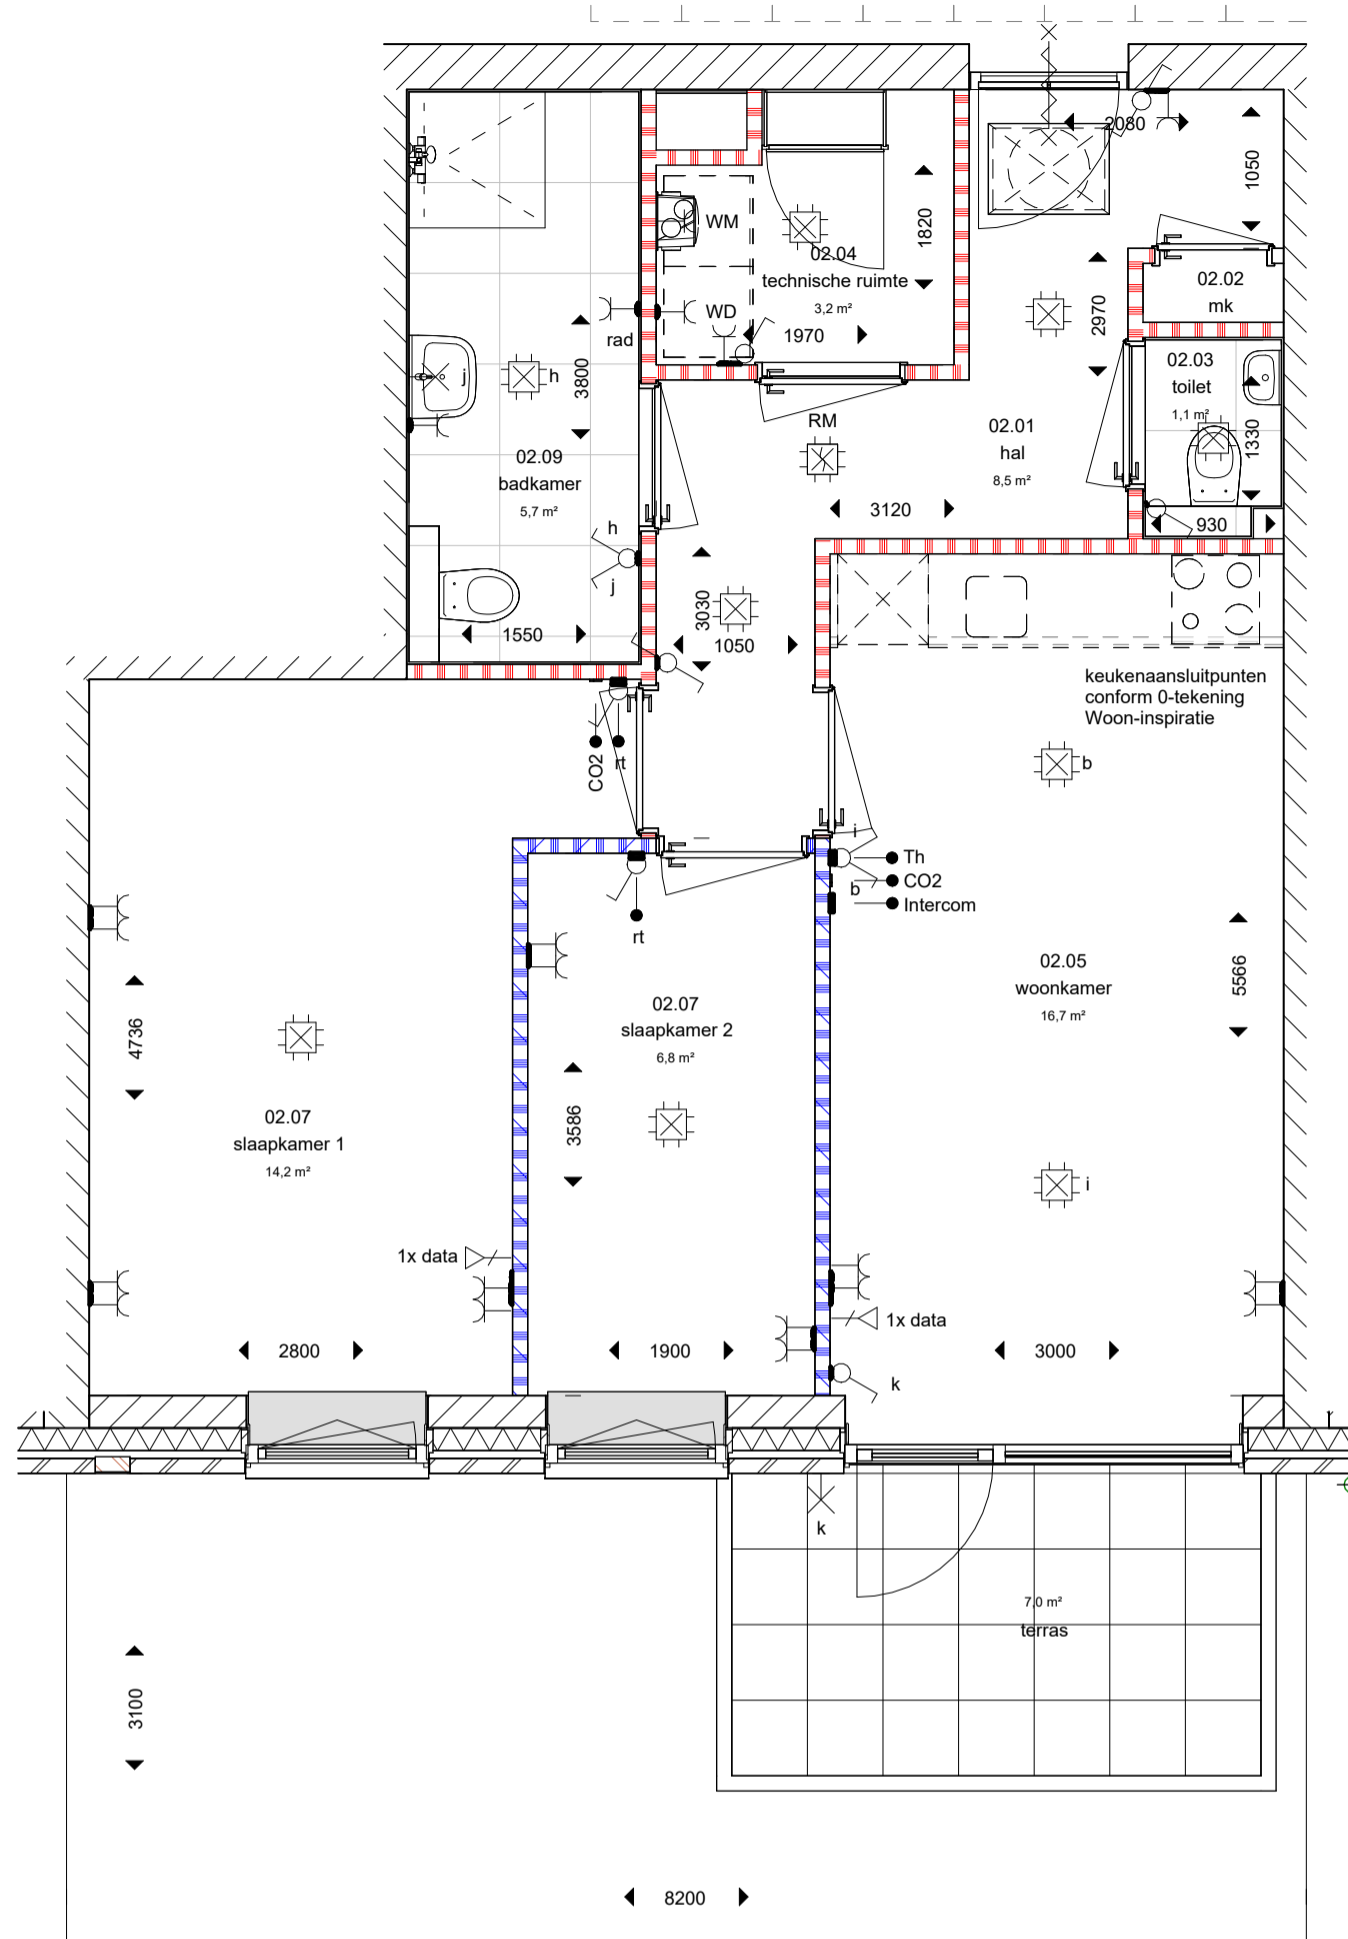 2080
1050
WM
1820
02.04
technische ruimte
3,2 m²
02.02
mk
WD
1970
2970
rad
3800
h
02.03
toilet
1,1 m²
1330
RM
02.01
hal
8,5 m²
02.09
badkamer
5,7 m²
3120
930
h
j
3030
1550
1050
keukenaansluitpunten
conform 0-tekening
Woon-inspiratie
CO2
rt
b
i
Th
CO2
b
Intercom
rt
02.05
woonkamer
16,7 m²
5566
02.07
slaapkamer 2
6,8 m²
4736
3586
02.07
slaapkamer 1
14,2 m²
i
1x data
1x data
2800
1900
3000
k
k
7,0 m²
terras
3100
8200